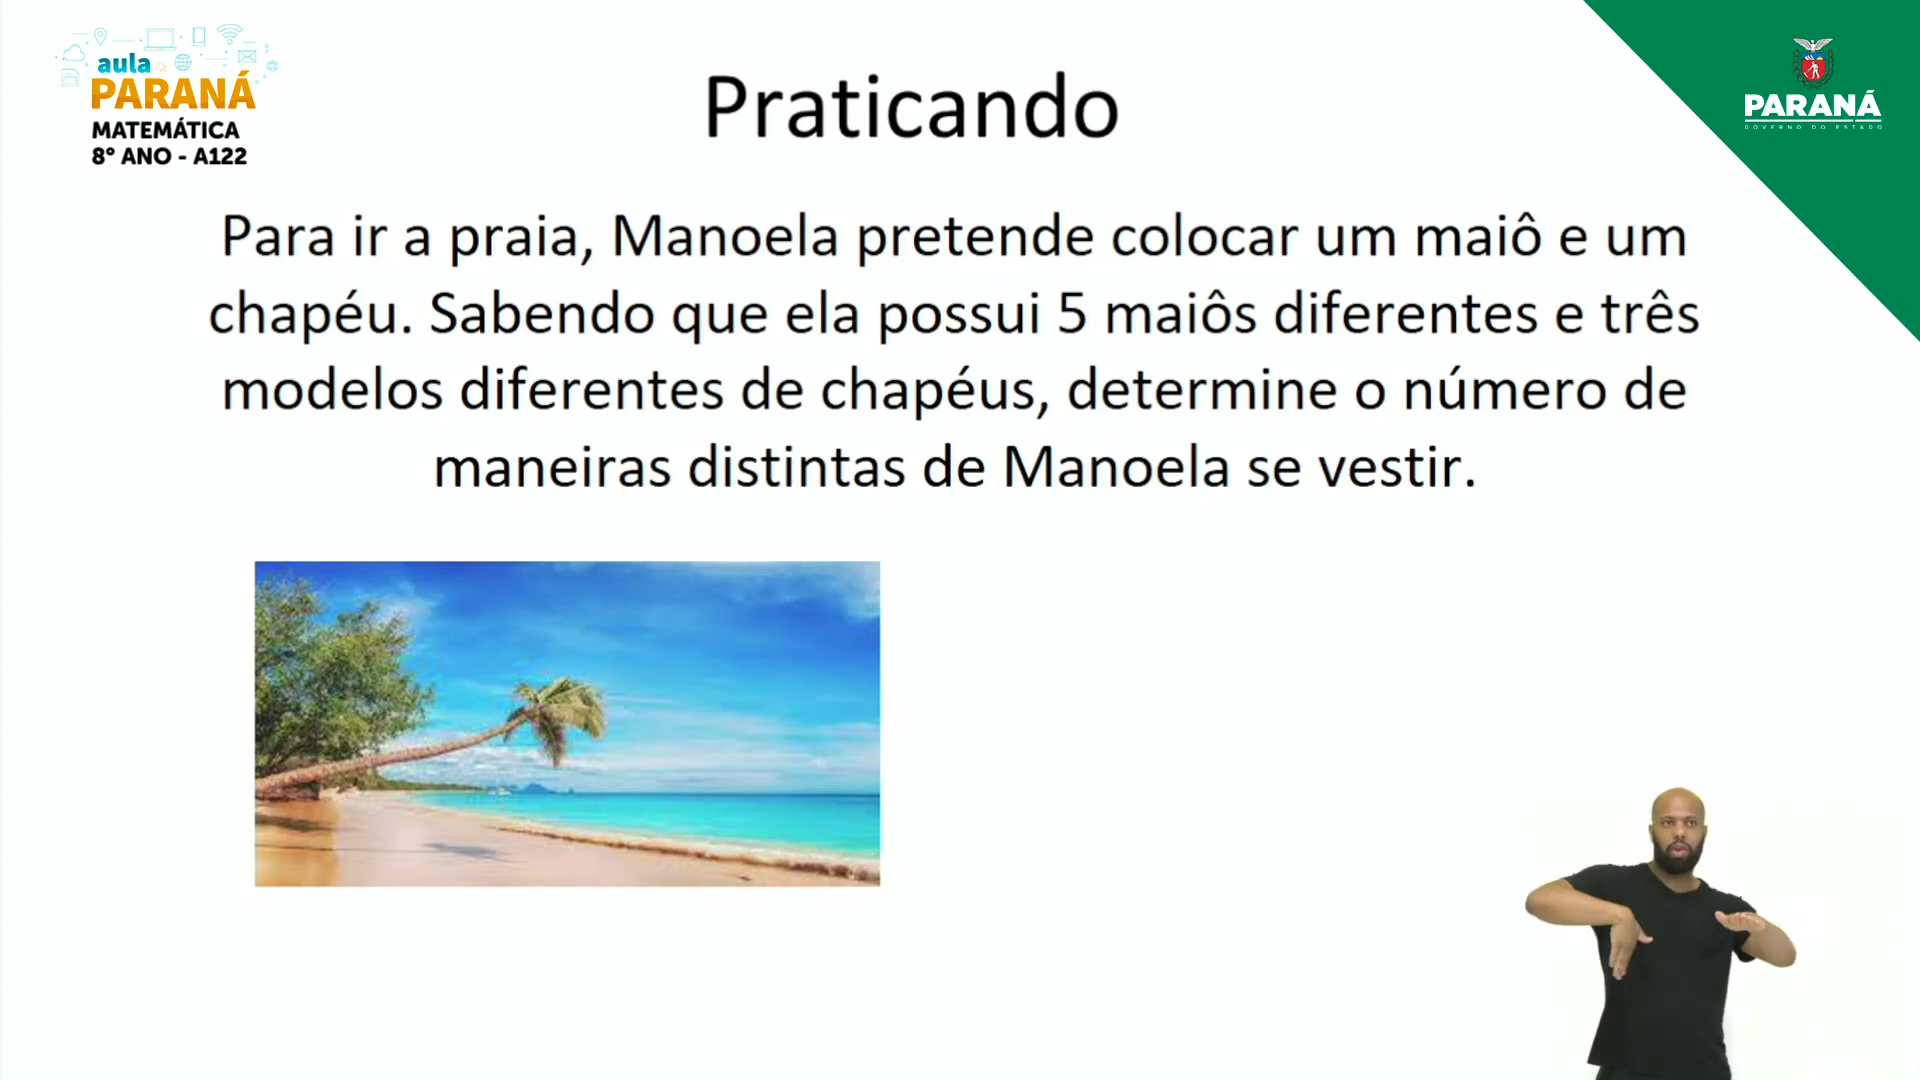 aula
PARANÁ
MATEMÁTICA
8º ANO - A122
PARANÁ
GOVERNO DO ESTADO
Praticando
Para ir a praia, Manoela pretende colocar um maiô e um
chapéu. Sabendo que ela possui 5 maiôs diferentes e três
modelos diferentes de chapéus, determine o número de
maneiras distintas de Manoela se vestir.